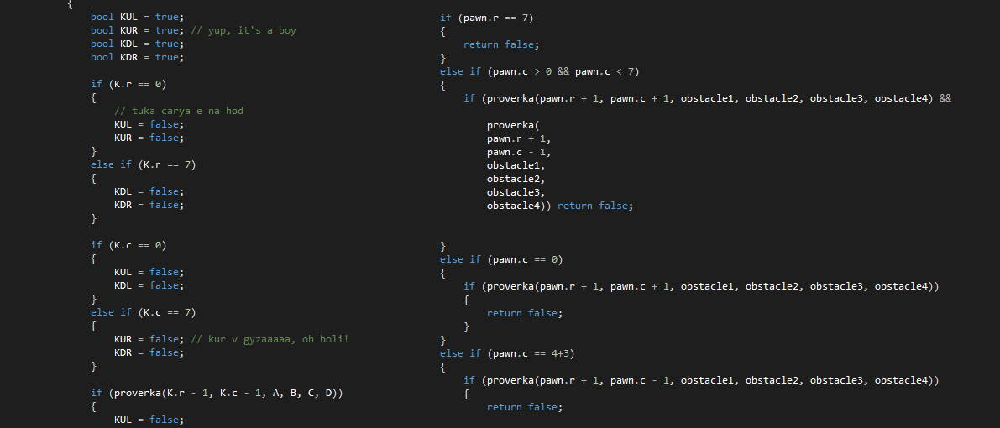 {
bool KUL = true;
bool KUR = true; // yup, it's a boy
bool KDL = true;
bool KDR = true;
if (K.r == 0)
{
// tuka carya e na hod
KUL = false;
KUR = false;
}
else if (K.r == 7)
{
KDL = false;
KDR = false;
}
if (K.c == 0)
{
KUL = false;
KDL = false;
}
else if (K.c == 7)
{
KUR = false; // kur v gyzaaaaa, oh boli!
KDR = false;
}
if (proverka(K.r - 1, K.c - 1, A, B, C, D))
{
KUL = false;
if (pawn.r == 7)
{
return false;
}
else if (pawn.c > 0 && pawn.c < 7)
{
if (proverka(pawn.r + 1, pawn.c + 1, obstacle1, obstacle2, obstacle3, obstacle4) &&
proverka(
pawn.r + 1,
pawn.c - 1,
obstacle1,
obstacle2,
obstacle3,
obstacle4)) return false;
}
else if (pawn.c == 0)
{
if (proverka(pawn.r + 1, pawn.c + 1, obstacle1, obstacle2, obstacle3, obstacle4))
{
return false;
}
}
else if (pawn.c == 4+3)
{
if (proverka(pawn.r + 1, pawn.c - 1, obstacle1, obstacle2, obstacle3, obstacle4))
{
return false;